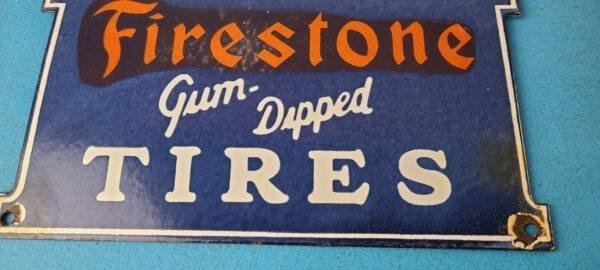 Firestone
Gum-
Dipped
TIRES